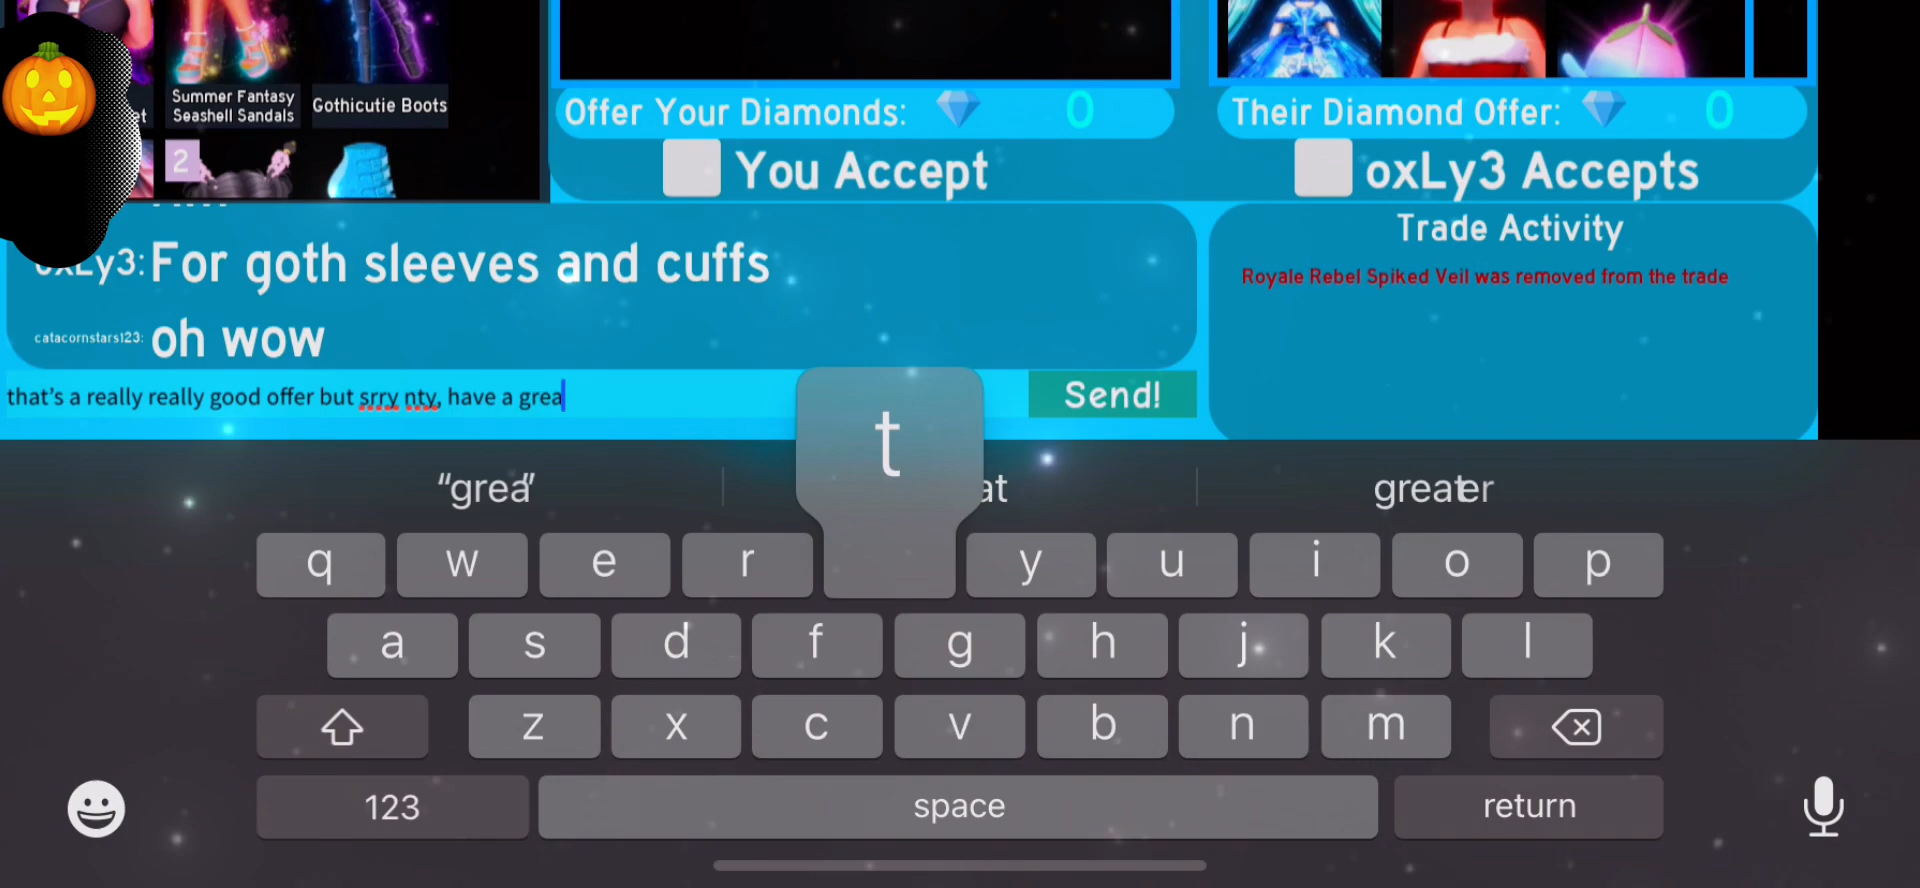 et
Summer Fantasy
Seashell Sandals
Gothicutie Boots
2
Offer Your Diamonds: 0
You Accept
Their Diamond Offer: 0
oxLy3 Accepts
oxLy3: For goth sleeves and cuffs
catacornstars123: oh wow
that's a really really good offer but srry nty, have a grea
Send!
Trade Activity
Royale Rebel Spiked Veil was removed from the trade
"grea"
at
greater
t
q w e r y u i o p
a s d f g h j k l
z x c v b n m
123 space return